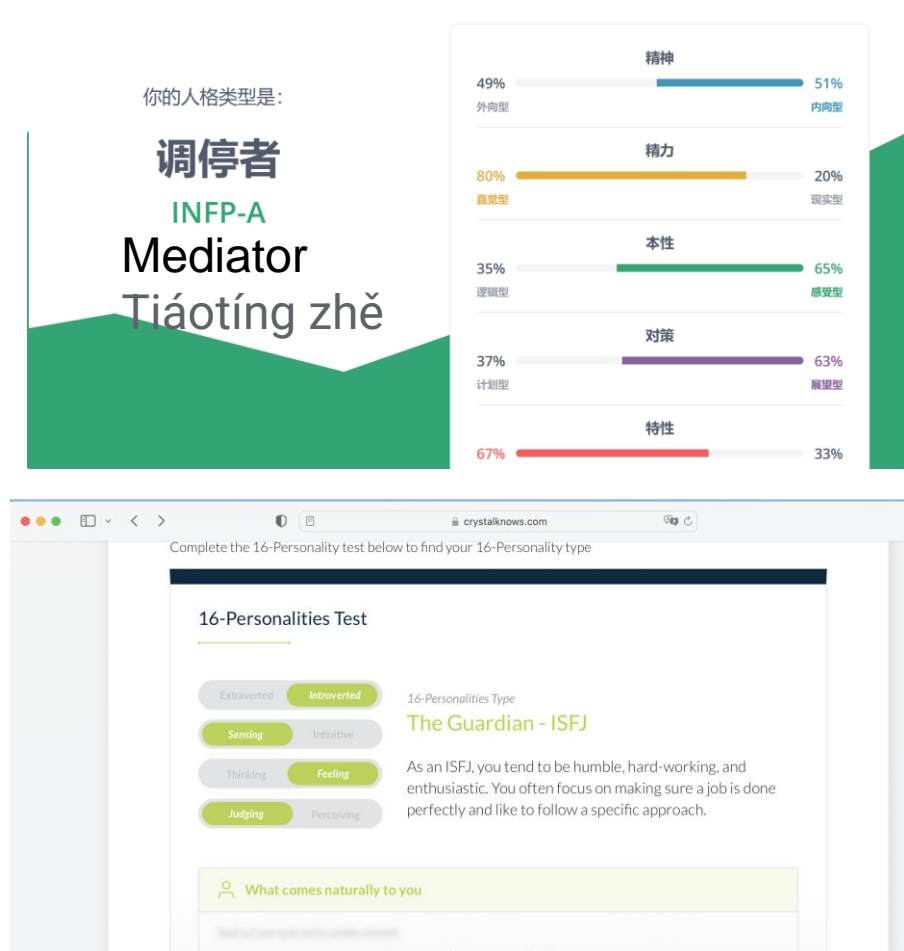 你的人格类型是：
调停者
INFP-A
Mediator
Tiáotíng zhě
精神
49% 51%
外向型 内向型
精力
80% 20%
直觉型 现实型
本性
35% 65%
逻辑型 感受型
对策
37% 63%
计划型 展望型
特性
67% 33%
crystalknows.com
Complete the 16-Personality test below to find your 16-Personality type
16-Personalities Test
Extraverted Introverted
Sensing Intiuitive
Thinking Feeling
Judging Perceiving
16-Personalities Type
The Guardian - ISFJ
As an ISFJ, you tend to be humble, hard-working, and
enthusiastic. You often focus on making sure a job is done
perfectly and like to follow a specific approach.
What comes naturally to you